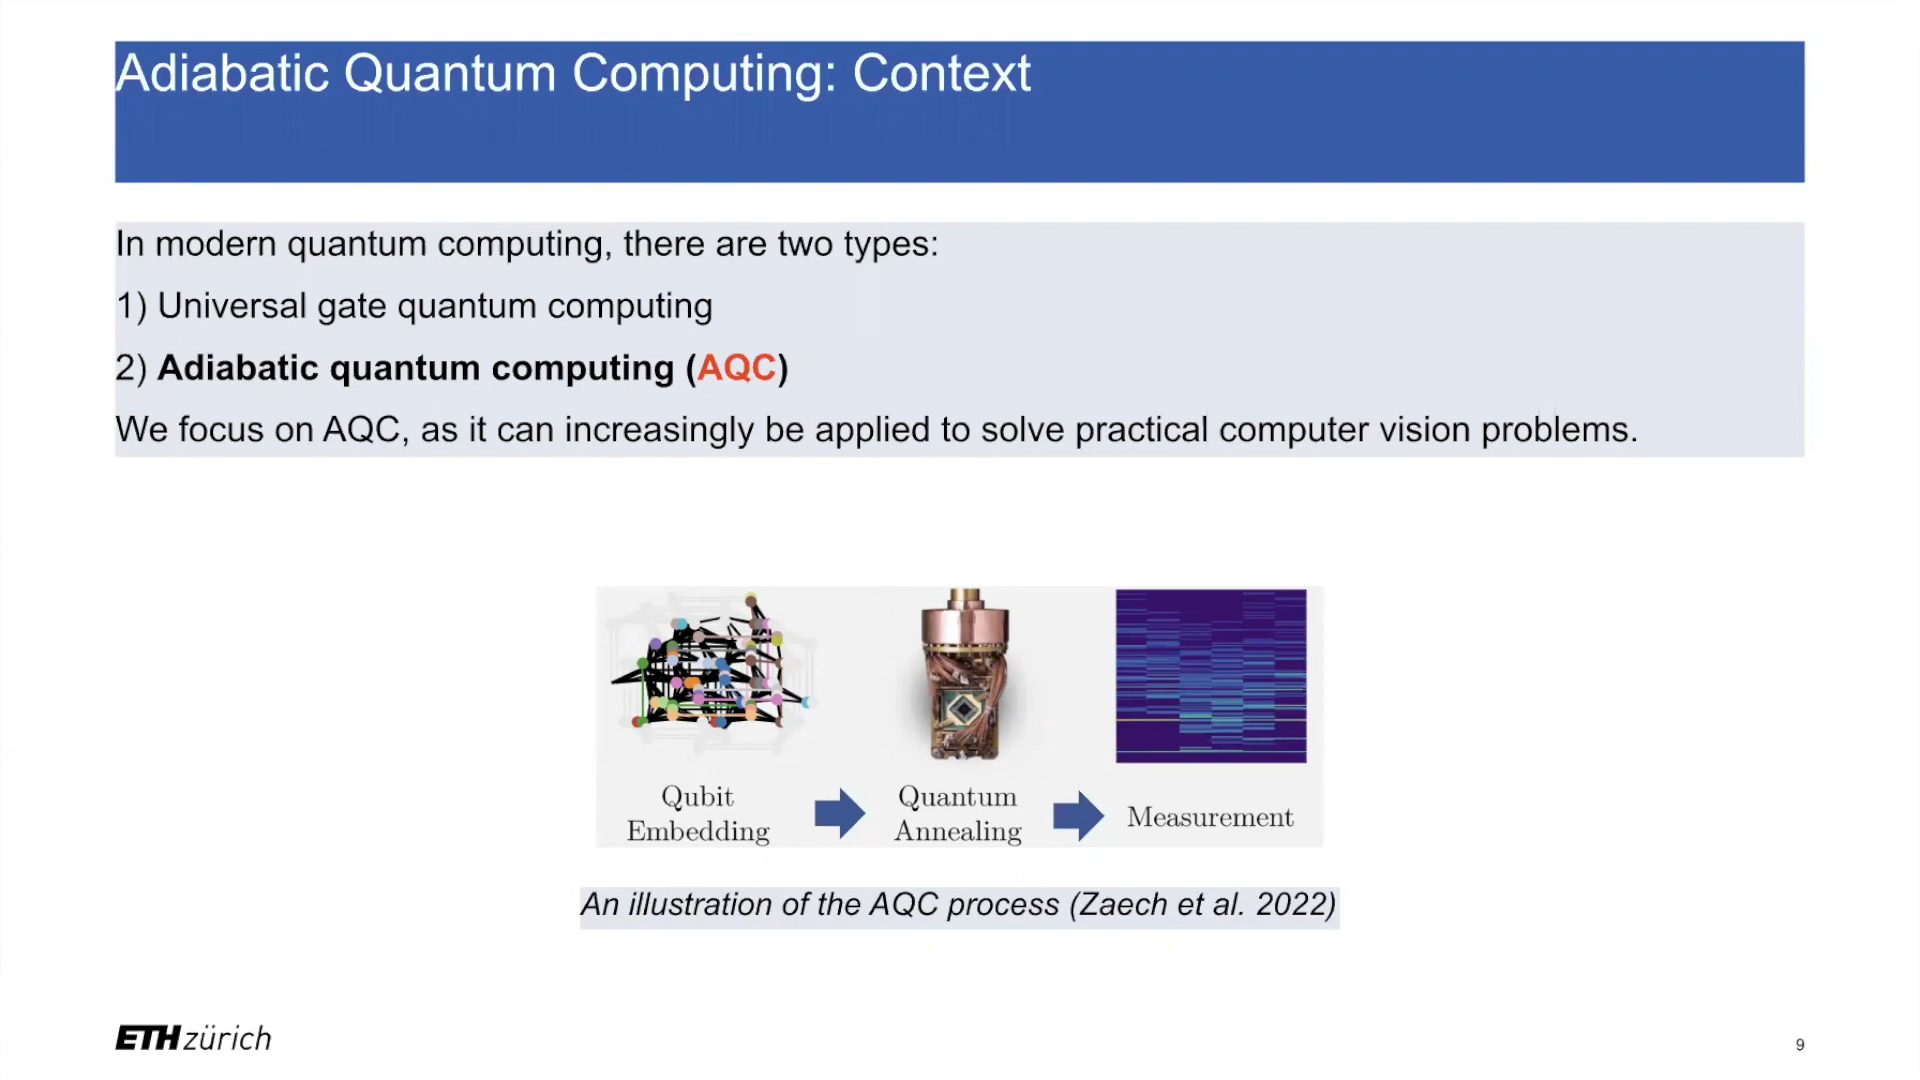 Adiabatic Quantum Computing: Context
In modern quantum computing, there are two types:
1) Universal gate quantum computing
2) Adiabatic quantum computing (AQC)
We focus on AQC, as it can increasingly be applied to solve practical computer vision problems.
Qubit
Embedding
Quantum
Annealing
Measurement
An illustration of the AQC process (Zaech et al. 2022)
ETH zürich
9